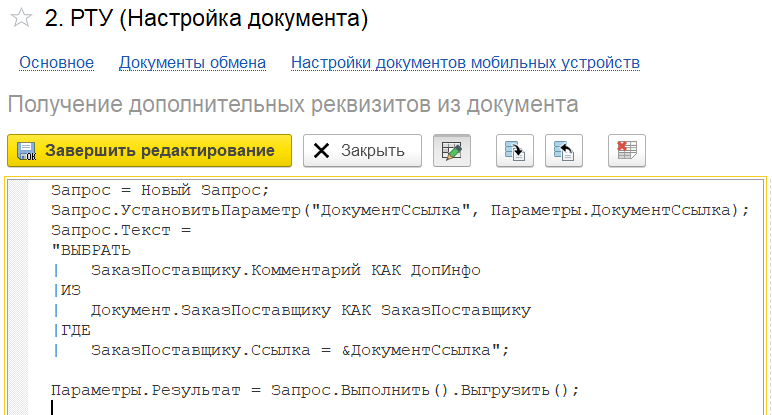 2. РТУ (Настройка документа)
Основное Документы обмена Настройки документов мобильных устройств
Получение дополнительных реквизитов из документа
Завершить редактирование Закрыть
Запрос = Новый Запрос;
Запрос.УстановитьПараметр("ДокументСсылка", Параметры.ДокументСсылка);
Запрос.Текст =
"ВЫБРАТЬ
|   ЗаказПоставщику.Комментарий КАК ДопИнфо
|ИЗ
|   Документ.ЗаказПоставщику КАК ЗаказПоставщику
|ГДЕ
|   ЗаказПоставщику.Ссылка = &ДокументСсылка";
Параметры.Результат = Запрос.Выполнить().Выгрузить();